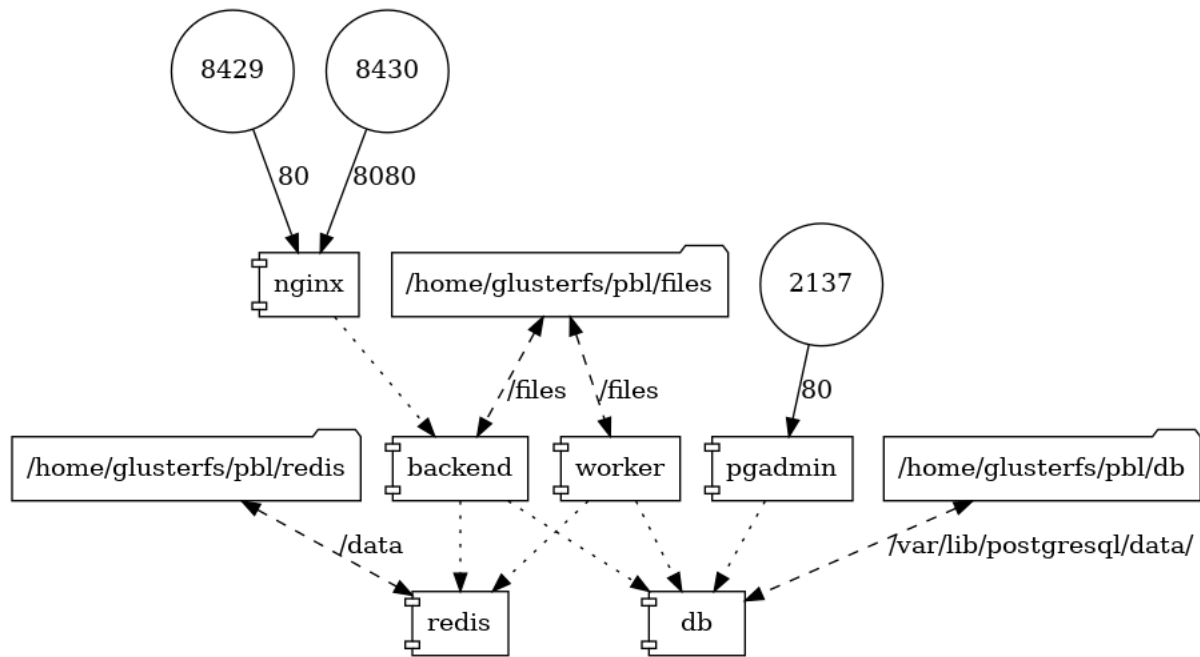 8429
8430
80
8080
nginx
/home/glusterfs/pbl/files
2137
/files
/files
80
/home/glusterfs/pbl/redis
backend
worker
pgadmin
/home/glusterfs/pbl/db
/data
/var/lib/postgresql/data/
redis
db